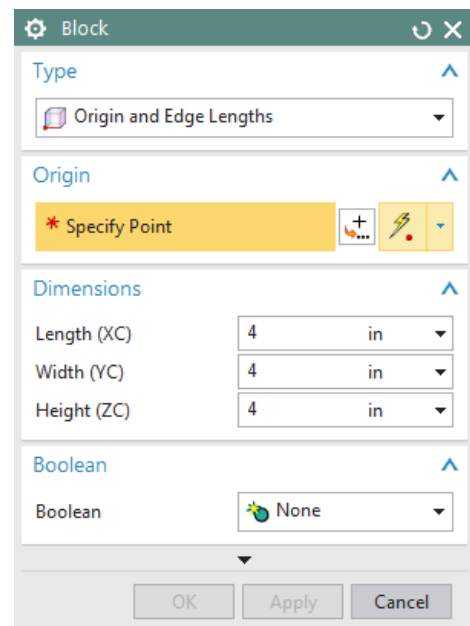 Block
Type
Origin and Edge Lengths
Origin
* Specify Point
Dimensions
Length (XC) 4 in
Width (YC) 4 in
Height (ZC) 4 in
Boolean
Boolean None
OK Apply Cancel